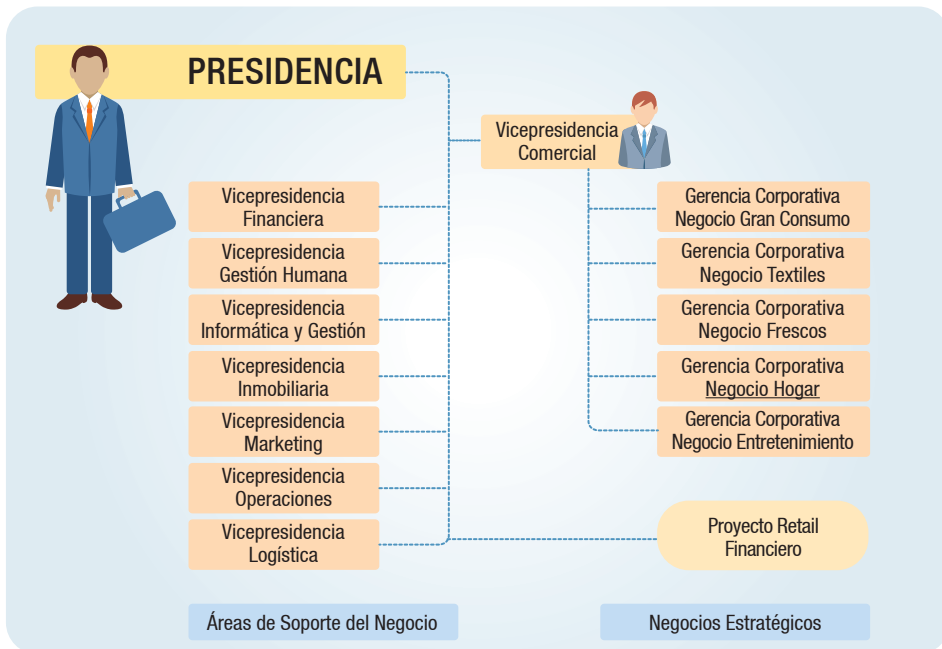 PRESIDENCIA
Vicepresidencia
Comercial
Vicepresidencia
Financiera
Vicepresidencia
Gestión Humana
Vicepresidencia
Informática y Gestión
Vicepresidencia
Inmobiliaria
Vicepresidencia
Marketing
Vicepresidencia
Operaciones
Vicepresidencia
Logística
Gerencia Corporativa
Negocio Gran Consumo
Gerencia Corporativa
Negocio Textiles
Gerencia Corporativa
Negocio Frescos
Gerencia Corporativa
Negocio Hogar
Gerencia Corporativa
Negocio Entretenimiento
Proyecto Retail
Financiero
Áreas de Soporte del Negocio
Negocios Estratégicos